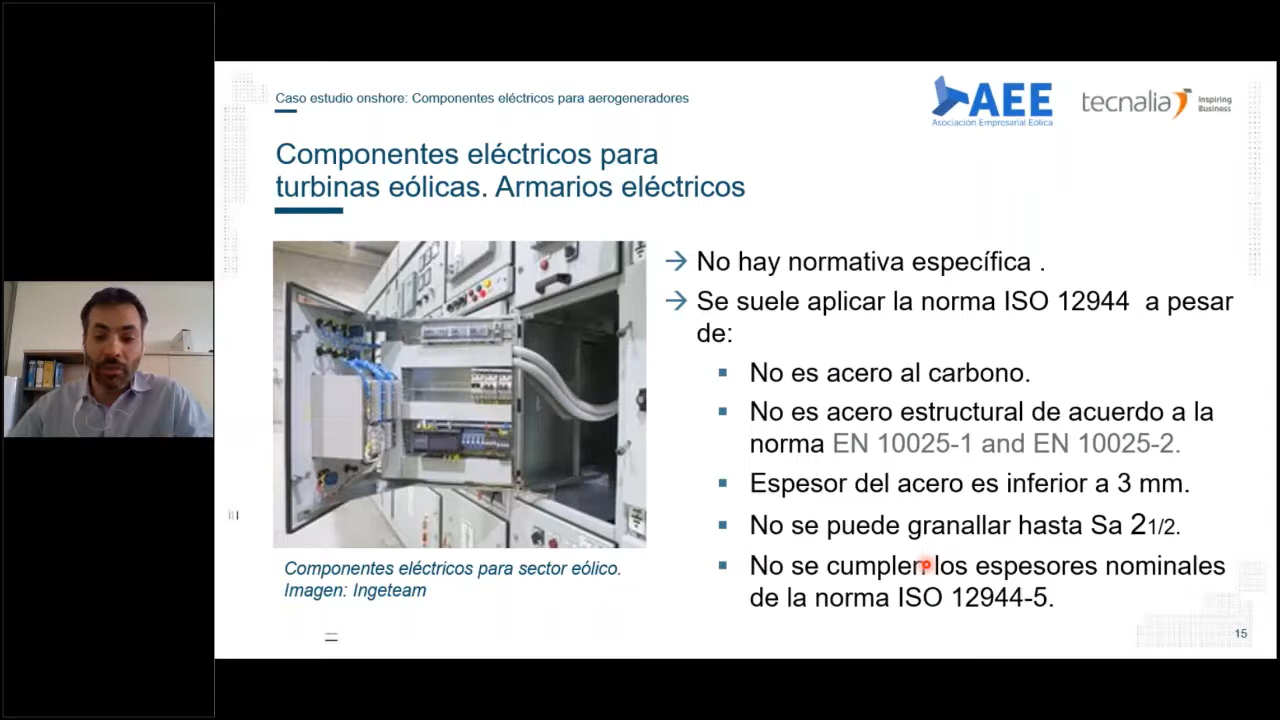 Caso estudio onshore: Componentes eléctricos para aerogeneradores
AEE
Asociación Empresarial Eólica
tecnalia
Inspiring
Business
Componentes eléctricos para
turbinas eólicas. Armarios eléctricos
→ No hay normativa específica .
→ Se suele aplicar la norma ISO 12944 a pesar
de:
▪ No es acero al carbono.
▪ No es acero estructural de acuerdo a la
norma EN 10025-1 and EN 10025-2.
▪ Espesor del acero es inferior a 3 mm.
▪ No se puede granallar hasta Sa 21/2.
▪ No se cumplen los espesores nominales
de la norma ISO 12944-5.
Componentes eléctricos para sector eólico.
Imagen: Ingeteam
15